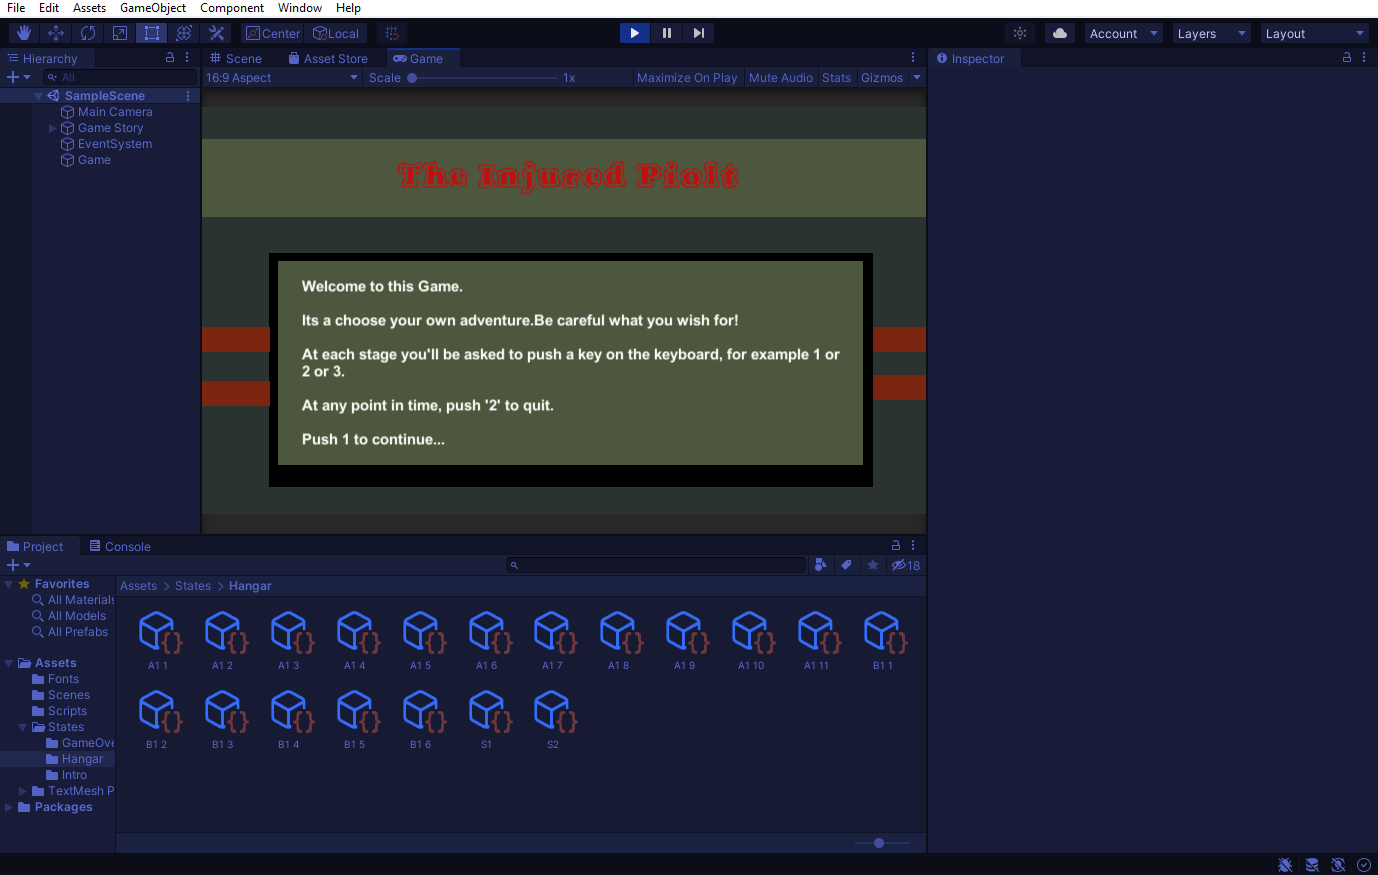 File Edit Assets GameObject Component Window Help
Center Local
Account Layers Layout
Hierarchy
All
SampleScene
Main Camera
Game Story
EventSystem
Game
Scene Asset Store Game
16:9 Aspect Scale 1x Maximize On Play Mute Audio Stats Gizmos
The Injured Piolt
Welcome to this Game.
Its a choose your own adventure.Be careful what you wish for!
At each stage you'll be asked to push a key on the keyboard, for example 1 or
2 or 3.
At any point in time, push '2' to quit.
Push 1 to continue...
Inspector
Project Console
18
Favorites
All Materials
All Models
All Prefabs
Assets
Fonts
Scenes
Scripts
States
GameOve
Hangar
Intro
TextMesh P
Packages
Assets > States > Hangar
A1 1 A1 2 A1 3 A1 4 A1 5 A1 6 A1 7 A1 8 A1 9 A1 10 A1 11 B1 1
B1 2 B1 3 B1 4 B1 5 B1 6 S1 S2